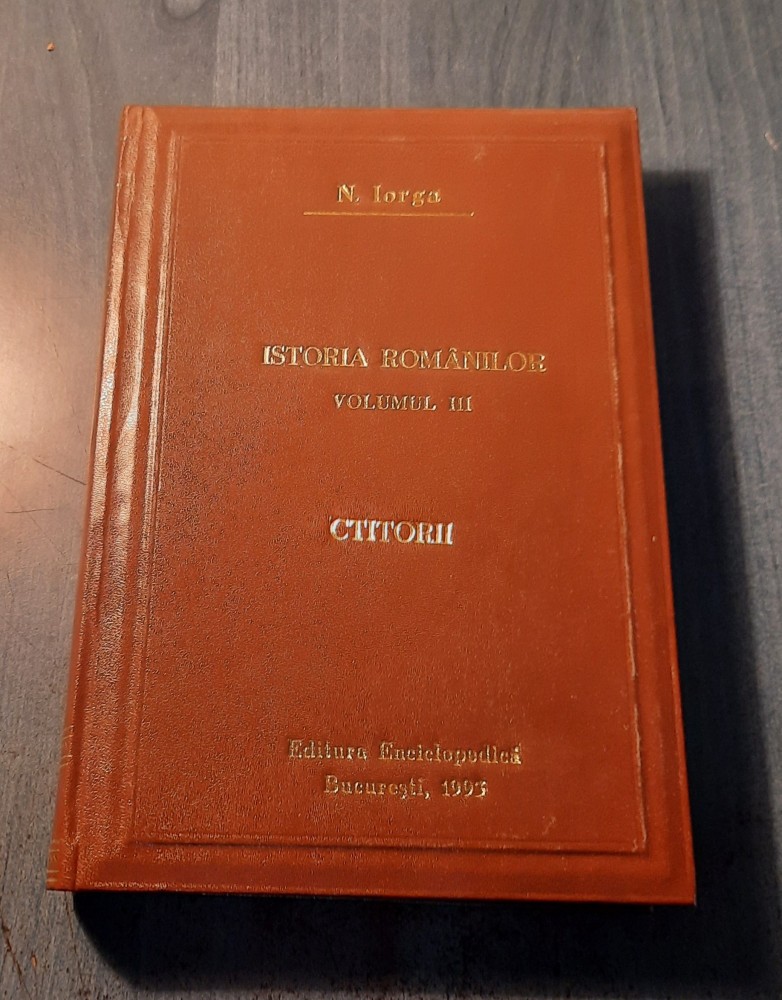 N. Iorga
ISTORIA ROMÂNILOR
VOLUMUL III
CTITORII
Editura Enciclopedică
București, 1993